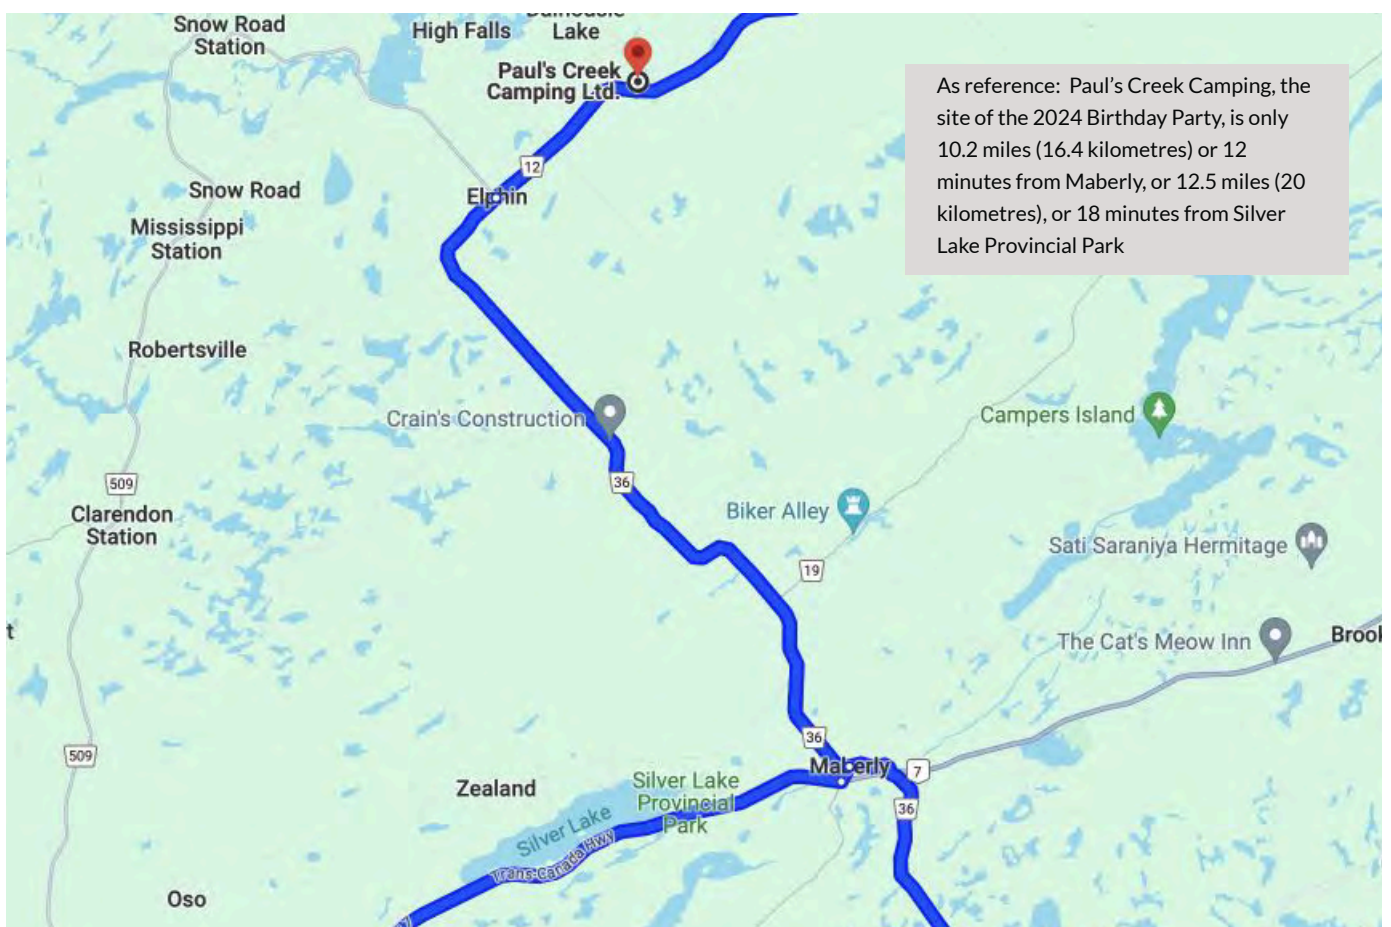 Snow Road
Station
High Falls
Dalhousie
Lake
Paul's Creek
Camping Ltd.
As reference: Paul’s Creek Camping, the
site of the 2024 Birthday Party, is only
10.2 miles (16.4 kilometres) or 12
minutes from Maberly, or 12.5 miles (20
kilometres), or 18 minutes from Silver
Lake Provincial Park
12
Elphin
Snow Road
Mississippi
Station
Robertsville
Crain's Construction
Campers Island
509
36
Clarendon
Station
Biker Alley
Sati Saraniya Hermitage
19
t
The Cat's Meow Inn
Brook
36
509
Maberly
7
Zealand
Silver Lake
Provincial
Park
36
Silver Lake
Trans-Canada Hwy
Oso
7